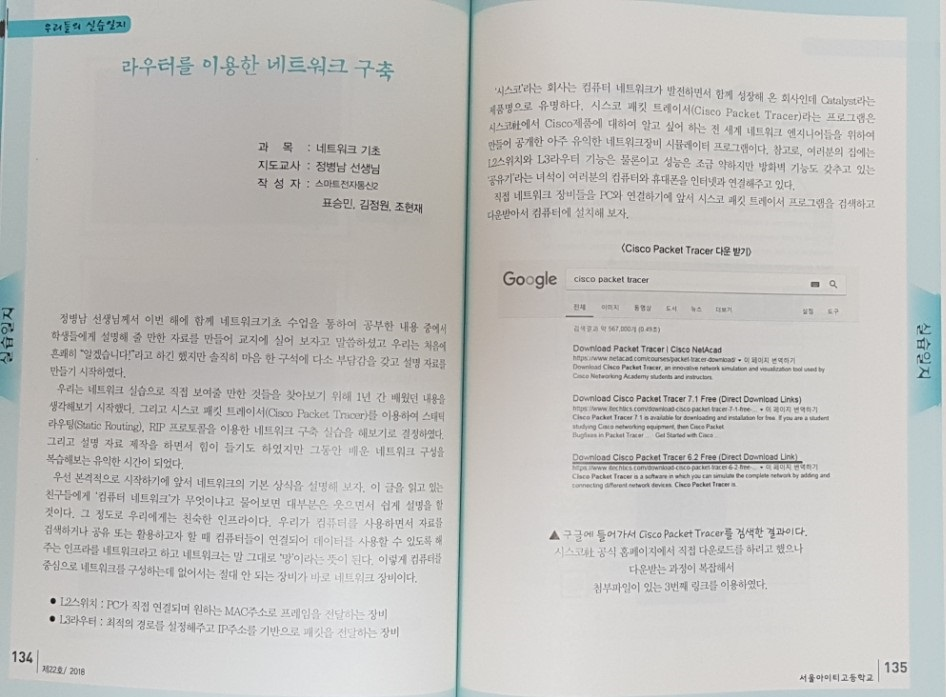 우리들의 실습일지
라우터를 이용한 네트워크 구축
과 목 : 네트워크 기초
지도교사 : 정병남 선생님
작 성 자 : 스마트전자통신2
표승민, 김정원, 조현재
정병남 선생님께서 이번 해에 함께 네트워크기초 수업을 통하여 공부한 내용 중에서
학생들에게 설명해 줄 만한 자료를 만들어 교지에 실어 보자고 말씀하셨고 우리는 처음에
흔쾌히 "알겠습니다!"라고 하긴 했지만 솔직히 마음 한 구석에 다소 부담감을 갖고 설명 자료를
만들기 시작하였다.
우리는 네트워크 실습으로 직접 보여줄 만한 것들을 찾아보기 위해 1년 간 배웠던 내용을
생각해보기 시작했다. 그리고 시스코 패킷 트레이서(Cisco Packet Tracer)를 이용하여 스태틱
라우팅(Static Routing), RIP 프로토콜을 이용한 네트워크 구축 실습을 해보기로 결정하였다.
그리고 설명 자료 제작을 하면서 힘이 들기도 하였지만 그동안 배운 네트워크 구성을
복습해보는 유익한 시간이 되었다.
우선 본격적으로 시작하기에 앞서 네트워크의 기본 상식을 설명해 보자. 이 글을 읽고 있는
친구들에게 '컴퓨터 네트워크'가 무엇이냐고 물어보면 대부분은 웃으면서 쉽게 설명을 할
것이다. 그 정도로 우리에게는 친숙한 인프라이다. 우리가 컴퓨터를 사용하면서 자료를
검색하거나 공유 또는 활용하고자 할 때 컴퓨터들이 연결되어 데이터를 사용할 수 있도록 해
주는 인프라를 네트워크라고 하고 네트워크는 말 그대로 '망'이라는 뜻이 된다. 이렇게 컴퓨터를
중심으로 네트워크를 구성하는데 없어서는 절대 안 되는 장비가 바로 네트워크 장비이다.
● L2스위치 : PC가 직접 연결되며 원하는 MAC주소로 프레임을 전달하는 장비
● L3라우터 : 최적의 경로를 설정해주고 IP주소를 기반으로 패킷을 전달하는 장비
실습일지
134
제22호/ 2018
'시스코'라는 회사는 컴퓨터 네트워크가 발전하면서 함께 성장해 온 회사인데 Catalyst라는
제품명으로 유명하다. 시스코 패킷 트레이서(Cisco Packet Tracer)라는 프로그램은
시스코社에서 Cisco제품에 대하여 알고 싶어 하는 전 세계 네트워크 엔지니어들을 위하여
만들어 공개한 아주 유익한 네트워크장비 시뮬레이터 프로그램이다. 참고로, 여러분의 집에는
L2스위치와 L3라우터 기능은 물론이고 성능은 조금 약하지만 방화벽 기능도 갖추고 있는
'공유기'라는 녀석이 여러분의 컴퓨터와 휴대폰을 인터넷과 연결해주고 있다.
직접 네트워크 장비들을 PC와 연결하기에 앞서 시스코 패킷 트레이서 프로그램을 검색하고
다운받아서 컴퓨터에 설치해 보자.
〈Cisco Packet Tracer 다운 받기〉
Google
cisco packet tracer
전체 이미지 동영상 도서 뉴스 더보기 설정 도구
검색결과 약 567,000개 (0.49초)
Download Packet Tracer | Cisco NetAcad
https://www.netacad.com/courses/packet-tracer-download/ ▾ 이 페이지 번역하기
Download Cisco Packet Tracer, an innovative network simulation and visualization tool used by
Cisco Networking Academy students and instructors.
Download Cisco Packet Tracer 7.1 Free (Direct Download Links)
https://www.itechtics.com/download-cisco-packet-tracer-7-1-free-... ▾ 이 페이지 번역하기
Cisco Packet Tracer 7.1 is available for downloading and installation for free. If you are a student
studying Cisco networking equipment, then Cisco Packet
Bugfixes in Packet Tracer ... Get Started with Cisco ...
Download Cisco Packet Tracer 6.2 Free (Direct Download Link)
https://www.itechtics.com/download-cisco-packet-tracer-6-2-free-... ▾ 이 페이지 번역하기
Cisco Packet Tracer is a software in which you can simulate the complete network by adding and
connecting different network devices. Cisco Packet Tracer is
▲ 구글에 들어가서 Cisco Packet Tracer를 검색한 결과이다.
시스코社 공식 홈페이지에서 직접 다운로드를 하려고 했으나
다운받는 과정이 복잡해서
첨부파일이 있는 3번째 링크를 이용하였다.
실습일지
서울아이티고등학교
135